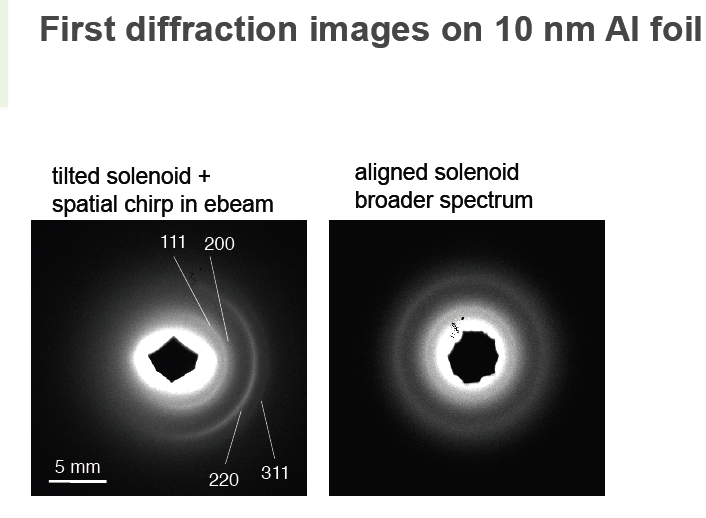 First diffraction images on 10 nm Al foil
tilted solenoid +
spatial chirp in ebeam
aligned solenoid
broader spectrum
111 200
5 mm
220 311